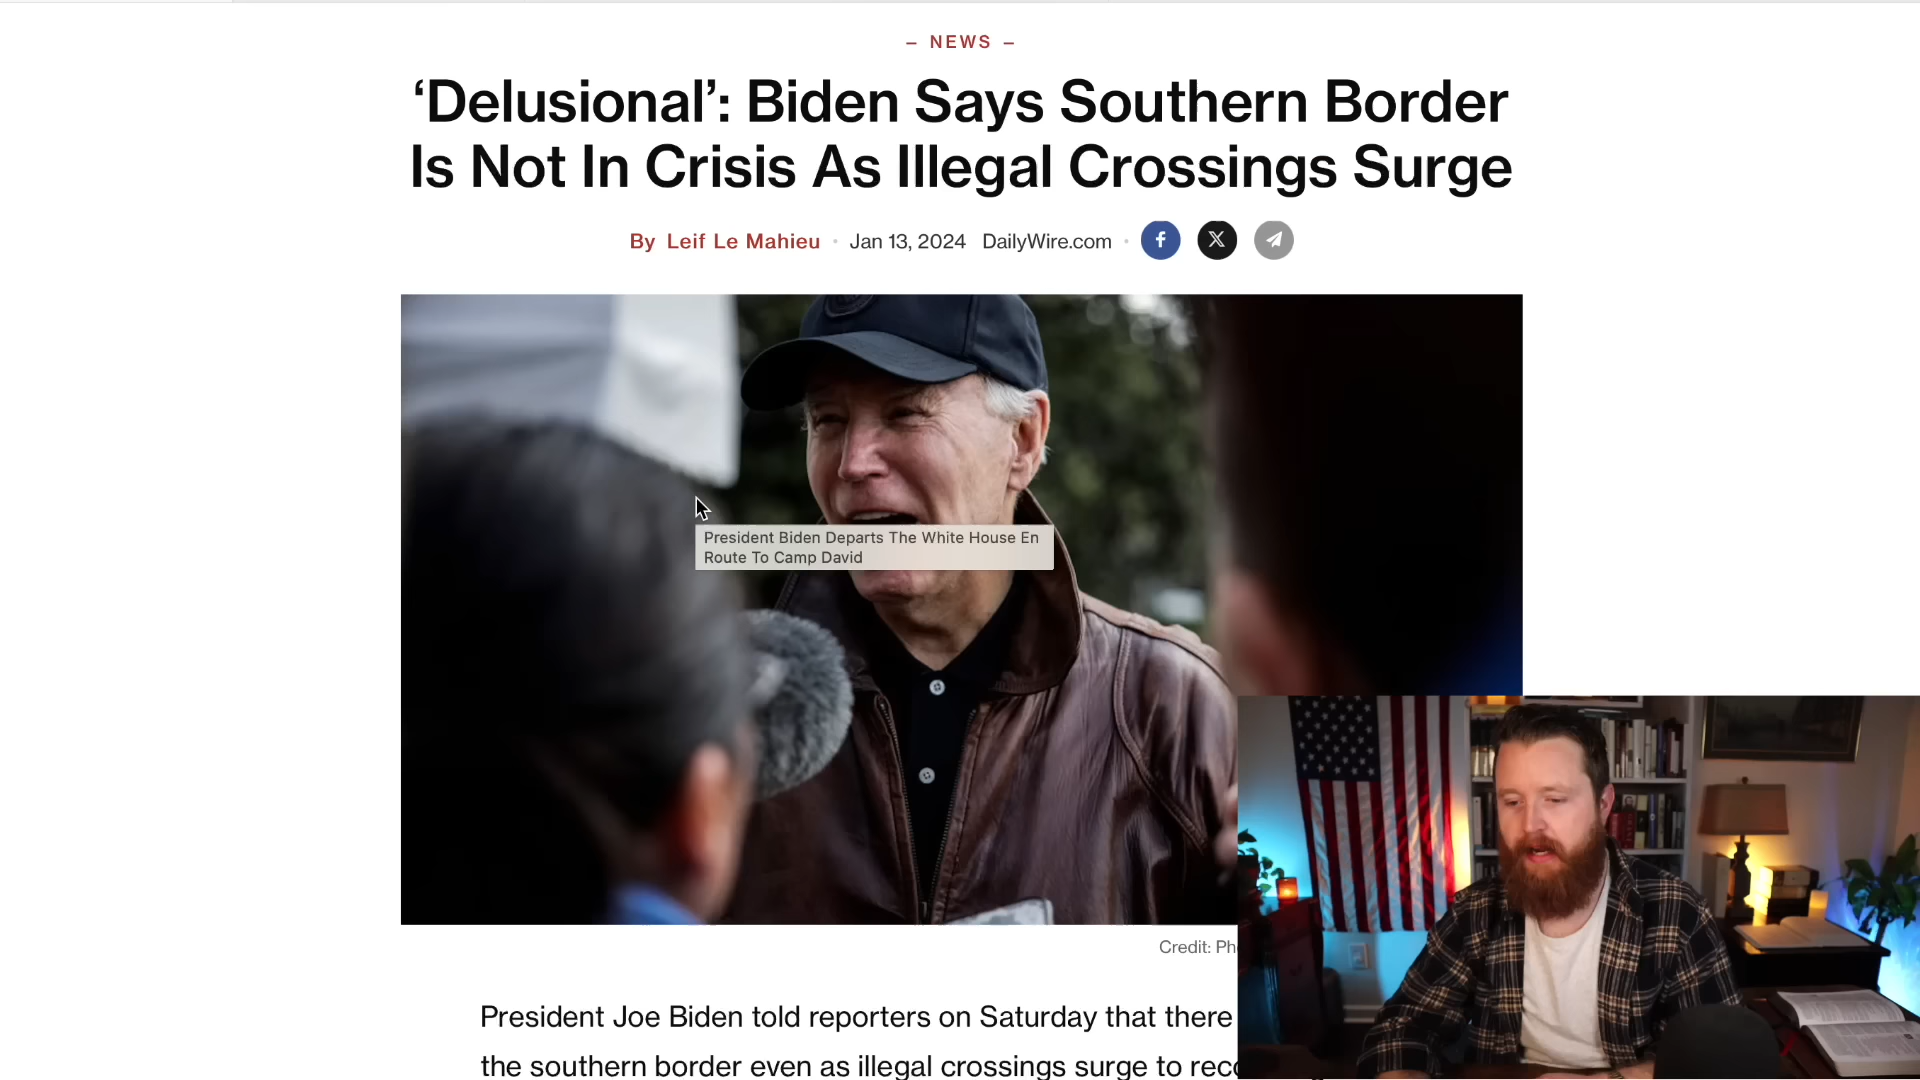 – NEWS –
‘Delusional’: Biden Says Southern Border
Is Not In Crisis As Illegal Crossings Surge
By Leif Le Mahieu • Jan 13, 2024 DailyWire.com •
President Biden Departs The White House En
Route To Camp David
Credit:
President Joe Biden told reporters on Saturday that there
the southern border even as illegal crossings surge to